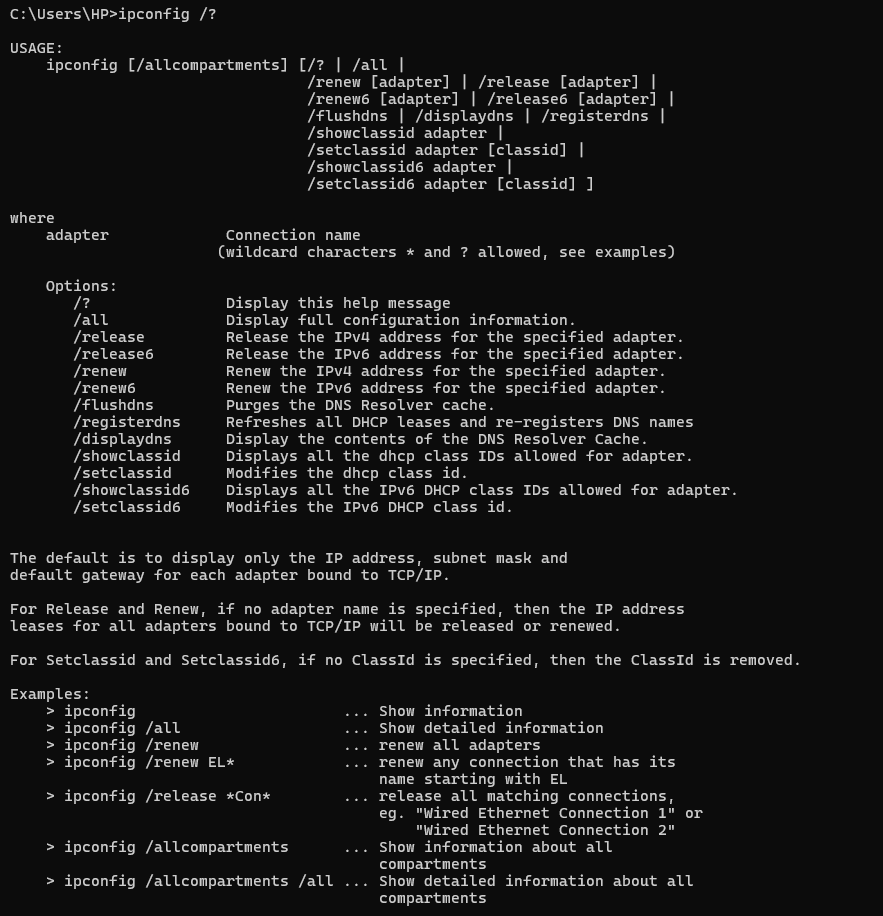 C:\Users\HP>ipconfig /?

USAGE:
    ipconfig [/allcompartments] [/? | /all |
                                 /renew [adapter] | /release [adapter] |
                                 /renew6 [adapter] | /release6 [adapter] |
                                 /flushdns | /displaydns | /registerdns |
                                 /showclassid adapter |
                                 /setclassid adapter [classid] |
                                 /showclassid6 adapter |
                                 /setclassid6 adapter [classid] ]

where
    adapter             Connection name
                       (wildcard characters * and ? allowed, see examples)

    Options:
       /?               Display this help message
       /all             Display full configuration information.
       /release         Release the IPv4 address for the specified adapter.
       /release6        Release the IPv6 address for the specified adapter.
       /renew           Renew the IPv4 address for the specified adapter.
       /renew6          Renew the IPv6 address for the specified adapter.
       /flushdns        Purges the DNS Resolver cache.
       /registerdns     Refreshes all DHCP leases and re-registers DNS names
       /displaydns      Display the contents of the DNS Resolver Cache.
       /showclassid     Displays all the dhcp class IDs allowed for adapter.
       /setclassid      Modifies the dhcp class id.
       /showclassid6    Displays all the IPv6 DHCP class IDs allowed for adapter.
       /setclassid6     Modifies the IPv6 DHCP class id.


The default is to display only the IP address, subnet mask and
default gateway for each adapter bound to TCP/IP.

For Release and Renew, if no adapter name is specified, then the IP address
leases for all adapters bound to TCP/IP will be released or renewed.

For Setclassid and Setclassid6, if no ClassId is specified, then the ClassId is removed.

Examples:
    > ipconfig                       ... Show information
    > ipconfig /all                  ... Show detailed information
    > ipconfig /renew                ... renew all adapters
    > ipconfig /renew EL*            ... renew any connection that has its
                                         name starting with EL
    > ipconfig /release *Con*        ... release all matching connections,
                                         eg. "Wired Ethernet Connection 1" or
                                             "Wired Ethernet Connection 2"
    > ipconfig /allcompartments      ... Show information about all
                                         compartments
    > ipconfig /allcompartments /all ... Show detailed information about all
                                         compartments